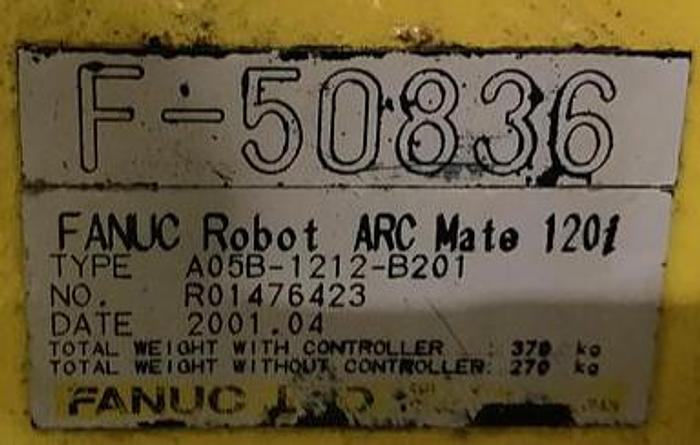 F-50836
FANUC Robot ARC Mate 120i
TYPE A05B-1212-B201
NO. R01476423
DATE 2001.04
TOTAL WEIGHT WITH CONTROLLER : 370 kg
TOTAL WEIGHT WITHOUT CONTROLLER: 270 kg
FANUC LTD